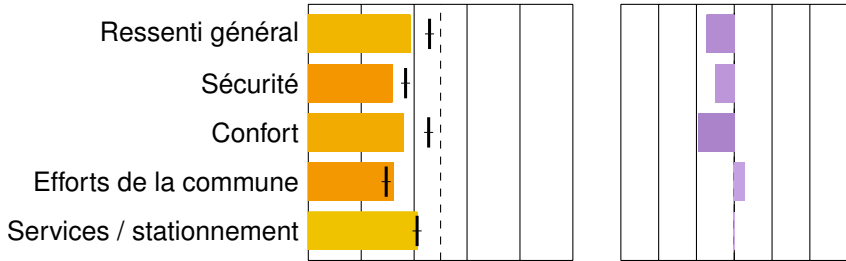 Ressenti général
Sécurité
Confort
Efforts de la commune
Services / stationnement